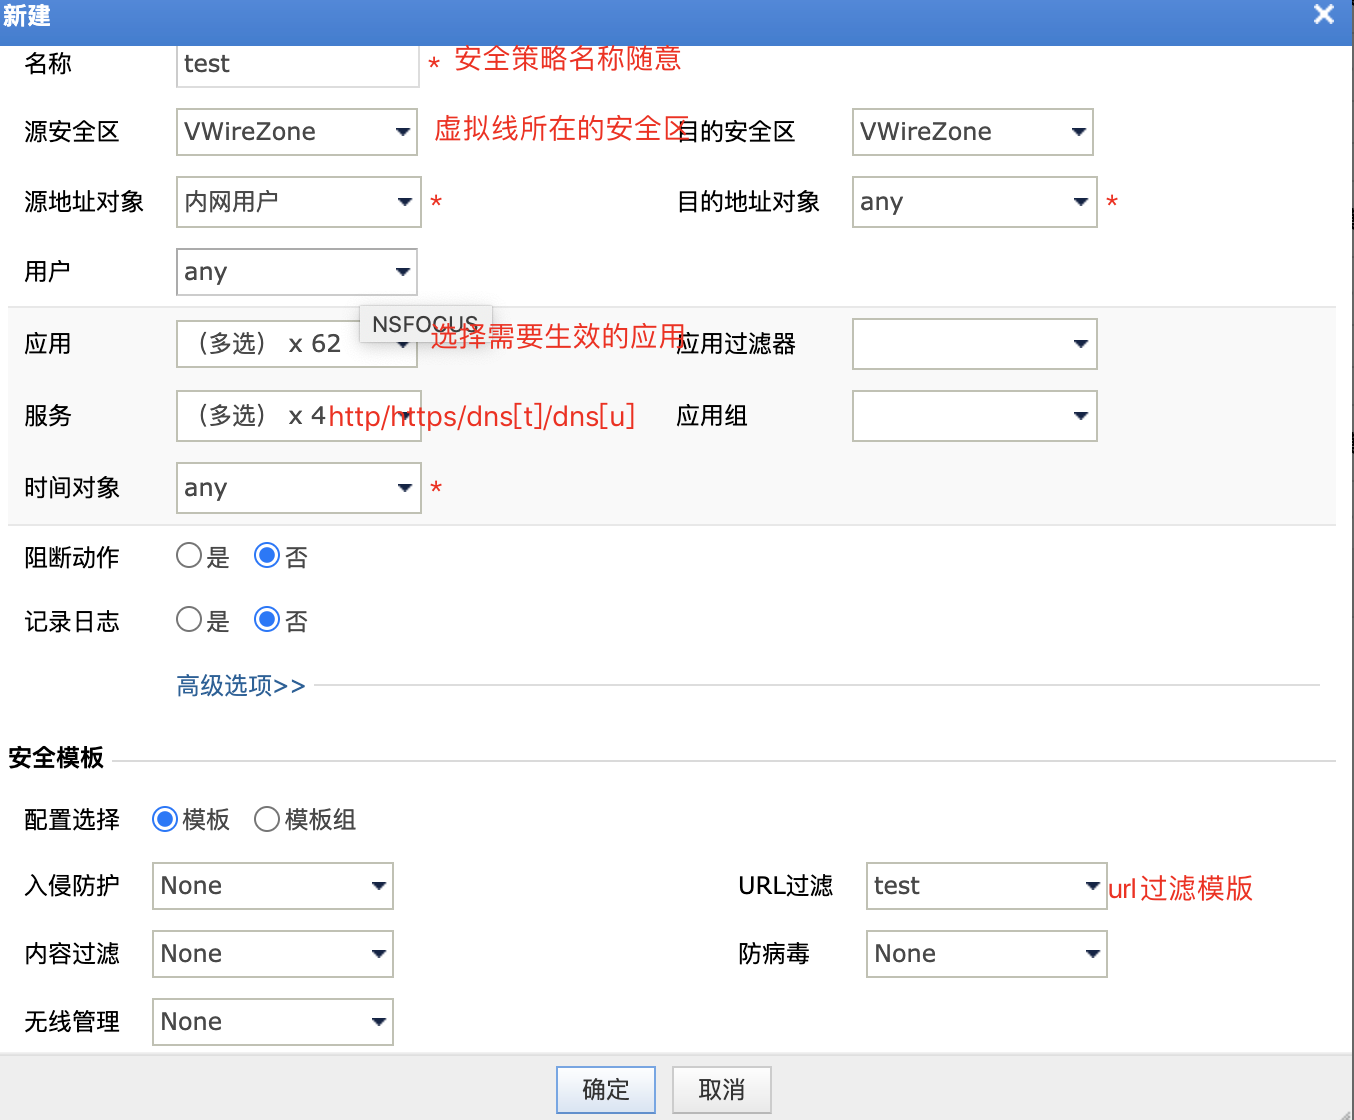 新建
名称 test * 安全策略名称随意
源安全区 VWireZone 虚拟线所在的安全区 目的安全区 VWireZone
源地址对象 内网用户 * 目的地址对象 any *
用户 any
NSFOCUS
应用 （多选） x 62 选择需要生效的应用 应用过滤器
服务 （多选） x 4 http/https/dns[t]/dns[u] 应用组
时间对象 any *
阻断动作 是 否
记录日志 是 否
高级选项>>
安全模板
配置选择 模板 模板组
入侵防护 None URL过滤 test url过滤模版
内容过滤 None 防病毒 None
无线管理 None
确定 取消